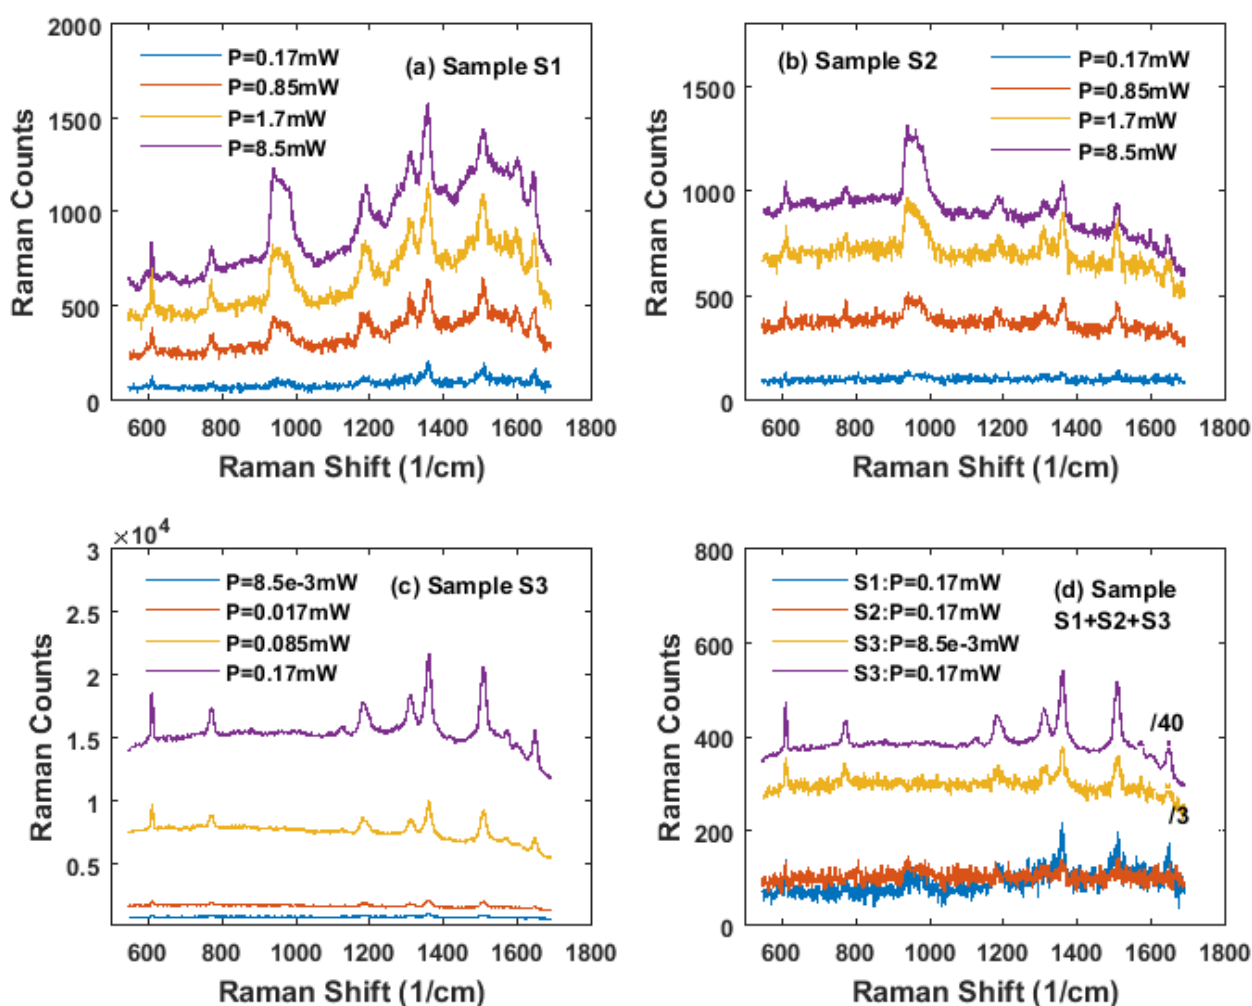 2000
1500
1000
500
0
P=0.17mW
P=0.85mW
P=1.7mW
P=8.5mW
(a) Sample S1
Raman Counts
600 800 1000 1200 1400 1600 1800
Raman Shift (1/cm)
1500
1000
500
0
(b) Sample S2
P=0.17mW
P=0.85mW
P=1.7mW
P=8.5mW
Raman Counts
600 800 1000 1200 1400 1600 1800
Raman Shift (1/cm)
×10⁴
3
2.5
2
1.5
1
0.5
P=8.5e-3mW
P=0.017mW
P=0.085mW
P=0.17mW
(c) Sample S3
Raman Counts
600 800 1000 1200 1400 1600 1800
Raman Shift (1/cm)
800
600
400
200
0
S1:P=0.17mW
S2:P=0.17mW
S3:P=8.5e-3mW
S3:P=0.17mW
(d) Sample
S1+S2+S3
/40
/3
Raman Counts
600 800 1000 1200 1400 1600 1800
Raman Shift (1/cm)